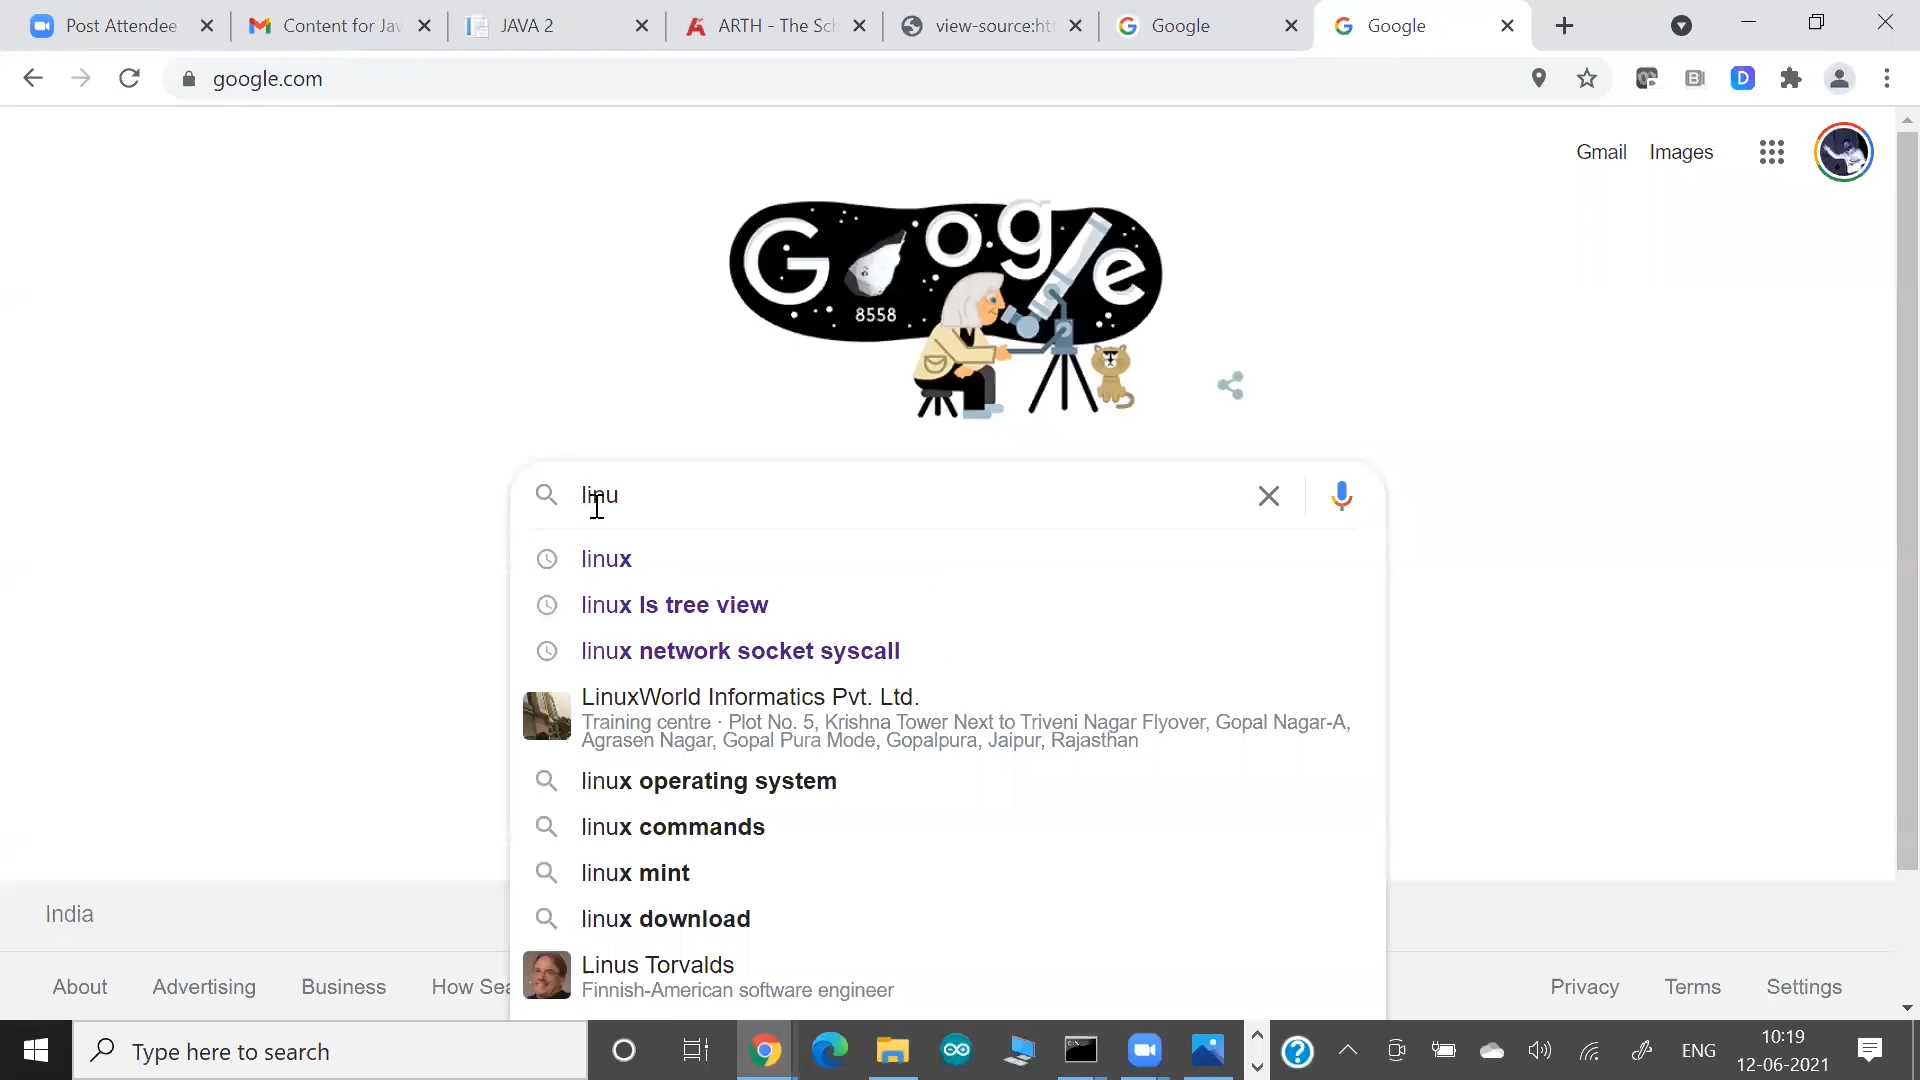 Post Attendee
Content for Jav
JAVA 2
ARTH - The Sch
view-source:htt
Google
Google
google.com
Gmail
Images
Google
8558
linu
linux
linux ls tree view
linux network socket syscall
LinuxWorld Informatics Pvt. Ltd.
Training centre · Plot No. 5, Krishna Tower Next to Triveni Nagar Flyover, Gopal Nagar-A,
Agrasen Nagar, Gopal Pura Mode, Gopalpura, Jaipur, Rajasthan
linux operating system
linux commands
linux mint
linux download
Linus Torvalds
Finnish-American software engineer
India
About
Advertising
Business
How Sea
Privacy
Terms
Settings
Type here to search
ENG
10:19
12-06-2021